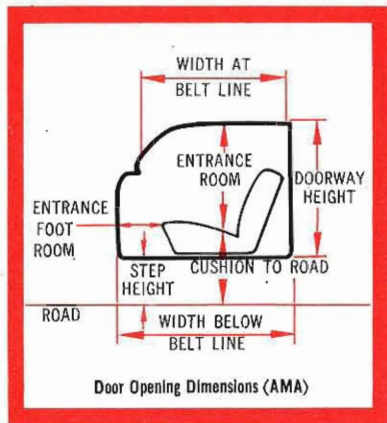 WIDTH AT
BELT LINE
ENTRANCE
ROOM
DOORWAY
HEIGHT
ENTRANCE
FOOT
ROOM
STEP
HEIGHT
CUSHION TO ROAD
ROAD
WIDTH BELOW
BELT LINE
Door Opening Dimensions (AMA)